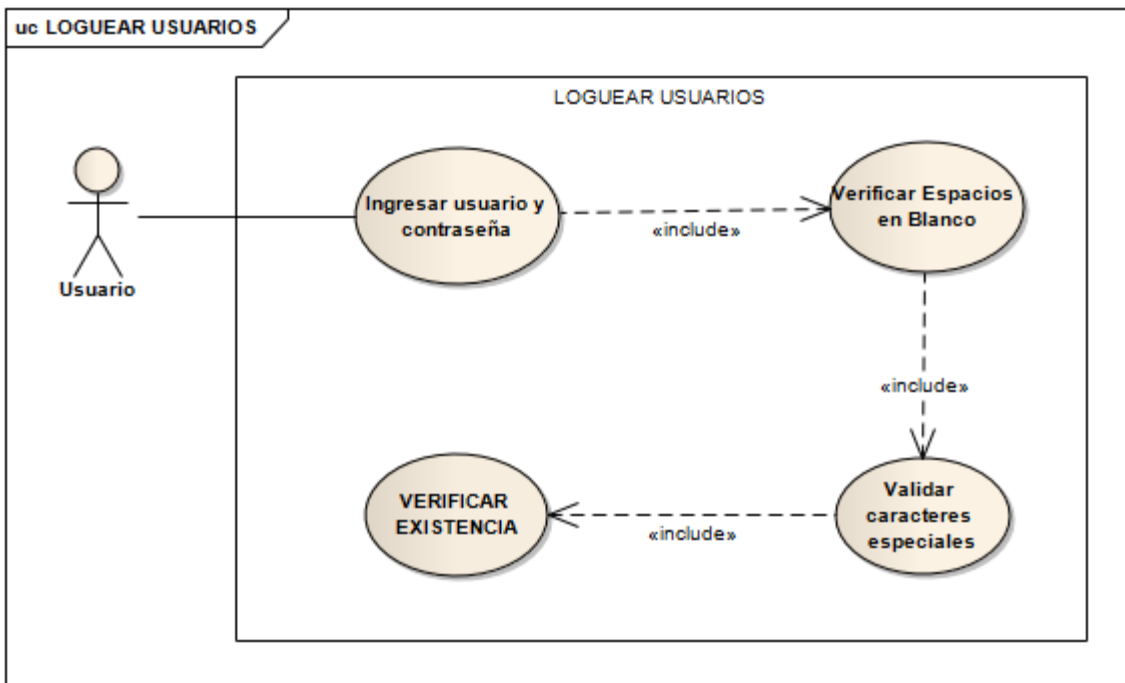 uc LOGUEAR USUARIOS
LOGUEAR USUARIOS
Usuario
Ingresar usuario y
contraseña
«include»
Verificar Espacios
en Blanco
«include»
Validar
caracteres
especiales
«include»
VERIFICAR
EXISTENCIA